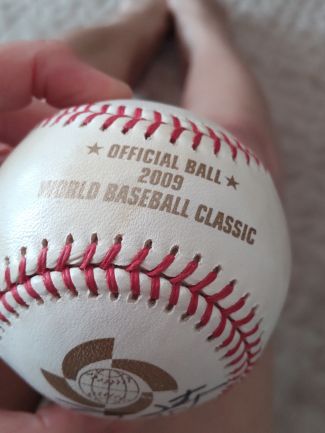 ★ OFFICIAL BALL ★
2009
WORLD BASEBALL CLASSIC